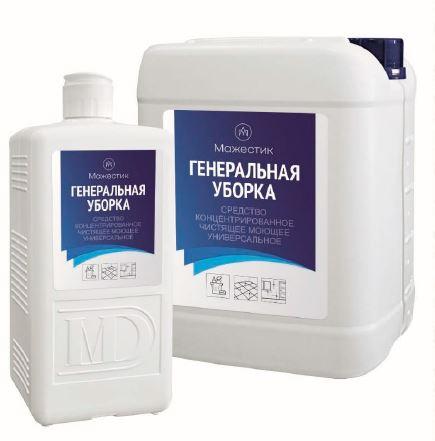 Мажестик
ГЕНЕРАЛЬНАЯ
УБОРКА
СРЕДСТВО
КОНЦЕНТРИРОВАННОЕ
ЧИСТЯЩЕЕ МОЮЩЕЕ
УНИВЕРСАЛЬНОЕ
MD
Мажестик
ГЕНЕРАЛЬНАЯ
УБОРКА
СРЕДСТВО
КОНЦЕНТРИРОВАННОЕ
ЧИСТЯЩЕЕ МОЮЩЕЕ
УНИВЕРСАЛЬНОЕ